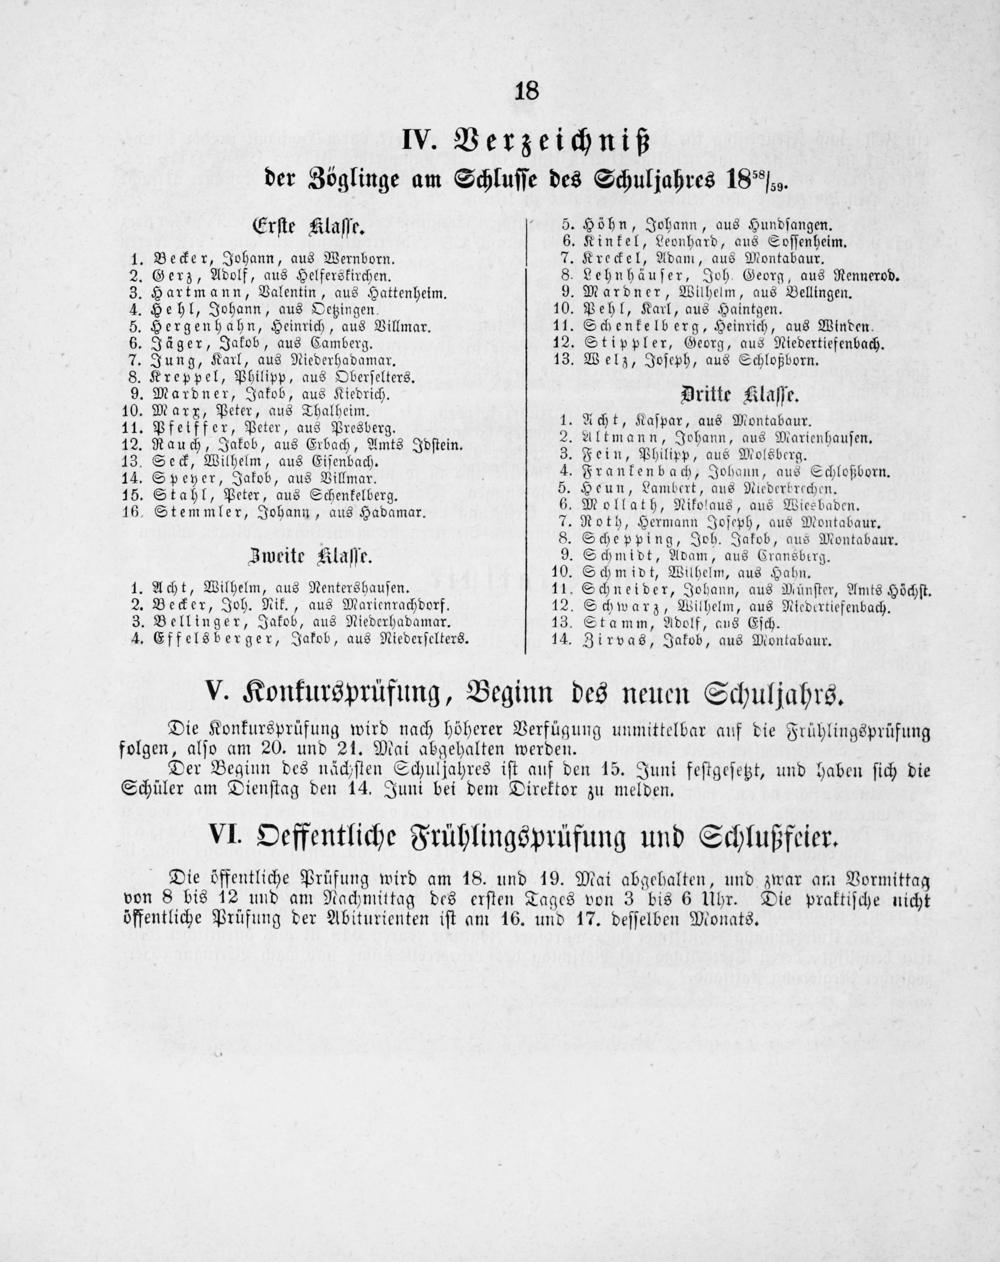 18
IV. Verzeichniß
der Zöglinge am Schlusse des Schuljahres 18⁵⁸/₅₉.
Erste Klasse.
1. Becker, Johann, aus Wernborn.
2. Gerz, Adolf, aus Helferskirchen.
3. Hartmann, Valentin, aus Hattenheim.
4. Hehl, Johann, aus Oetzingen.
5. Hergenhahn, Heinrich, aus Villmar.
6. Jäger, Jakob, aus Camberg.
7. Jung, Karl, aus Niederhadamar.
8. Kreppel, Philipp, aus Oberselters.
9. Mardner, Jakob, aus Kiedrich.
10. Marx, Peter, aus Thalheim.
11. Pfeiffer, Peter, aus Presberg.
12. Rauch, Jakob, aus Erbach, Amts Idstein.
13. Seck, Wilhelm, aus Eisenbach.
14. Speyer, Jakob, aus Villmar.
15. Stahl, Peter, aus Schenkelberg.
16. Stemmler, Johann, aus Hadamar.
Zweite Klasse.
1. Acht, Wilhelm, aus Nentershausen.
2. Becker, Joh. Nik., aus Marienrachdorf.
3. Bellinger, Jakob, aus Niederhadamar.
4. Effelsberger, Jakob, aus Niederselters.
5. Höhn, Johann, aus Hundsangen.
6. Kinkel, Leonhard, aus Sossenheim.
7. Kreckel, Adam, aus Montabaur.
8. Lehnhäuser, Joh. Georg, aus Rennerod.
9. Mardner, Wilhelm, aus Bellingen.
10. Pehl, Karl, aus Haintgen.
11. Schenkelberg, Heinrich, aus Winden.
12. Stippler, Georg, aus Niedertiefenbach.
13. Welz, Joseph, aus Schloßborn.
Dritte Klasse.
1. Acht, Kaspar, aus Montabaur.
2. Altmann, Johann, aus Marienhausen.
3. Fein, Philipp, aus Molsberg.
4. Frankenbach, Johann, aus Schloßborn.
5. Heun, Lambert, aus Niederbrechen.
6. Mollath, Nikolaus, aus Wiesbaden.
7. Roth, Hermann Joseph, aus Montabaur.
8. Schepping, Joh. Jakob, aus Montabaur.
9. Schmidt, Adam, aus Cransberg.
10. Schmidt, Wilhelm, aus Hahn.
11. Schneider, Johann, aus Münster, Amts Höchst.
12. Schwarz, Wilhelm, aus Niedertiefenbach.
13. Stamm, Adolf, aus Esch.
14. Zirvas, Jakob, aus Montabaur.
V. Konkursprüfung, Beginn des neuen Schuljahrs.
Die Konkursprüfung wird nach höherer Verfügung unmittelbar auf die Frühlingsprüfung
folgen, also am 20. und 21. Mai abgehalten werden.
Der Beginn des nächsten Schuljahres ist auf den 15. Juni festgesetzt, und haben sich die
Schüler am Dienstag den 14. Juni bei dem Direktor zu melden.
VI. Oeffentliche Frühlingsprüfung und Schlußfeier.
Die öffentliche Prüfung wird am 18. und 19. Mai abgehalten, und zwar am Vormittag
von 8 bis 12 und am Nachmittag des ersten Tages von 3 bis 6 Uhr. Die praktische nicht
öffentliche Prüfung der Abiturienten ist am 16. und 17. desselben Monats.